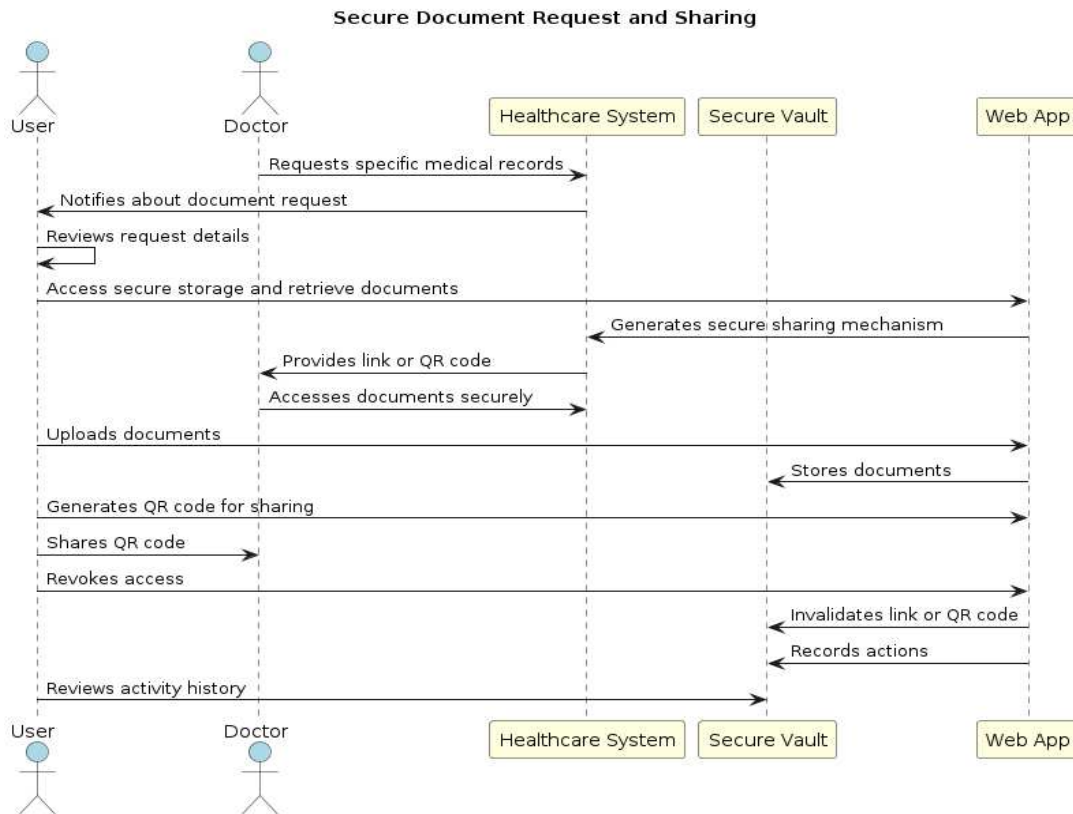 Secure Document Request and Sharing
User
Doctor
Healthcare System
Secure Vault
Web App
Requests specific medical records
Notifies about document request
Reviews request details
Access secure storage and retrieve documents
Generates secure sharing mechanism
Provides link or QR code
Accesses documents securely
Uploads documents
Stores documents
Generates QR code for sharing
Shares QR code
Revokes access
Invalidates link or QR code
Records actions
Reviews activity history
User
Doctor
Healthcare System
Secure Vault
Web App